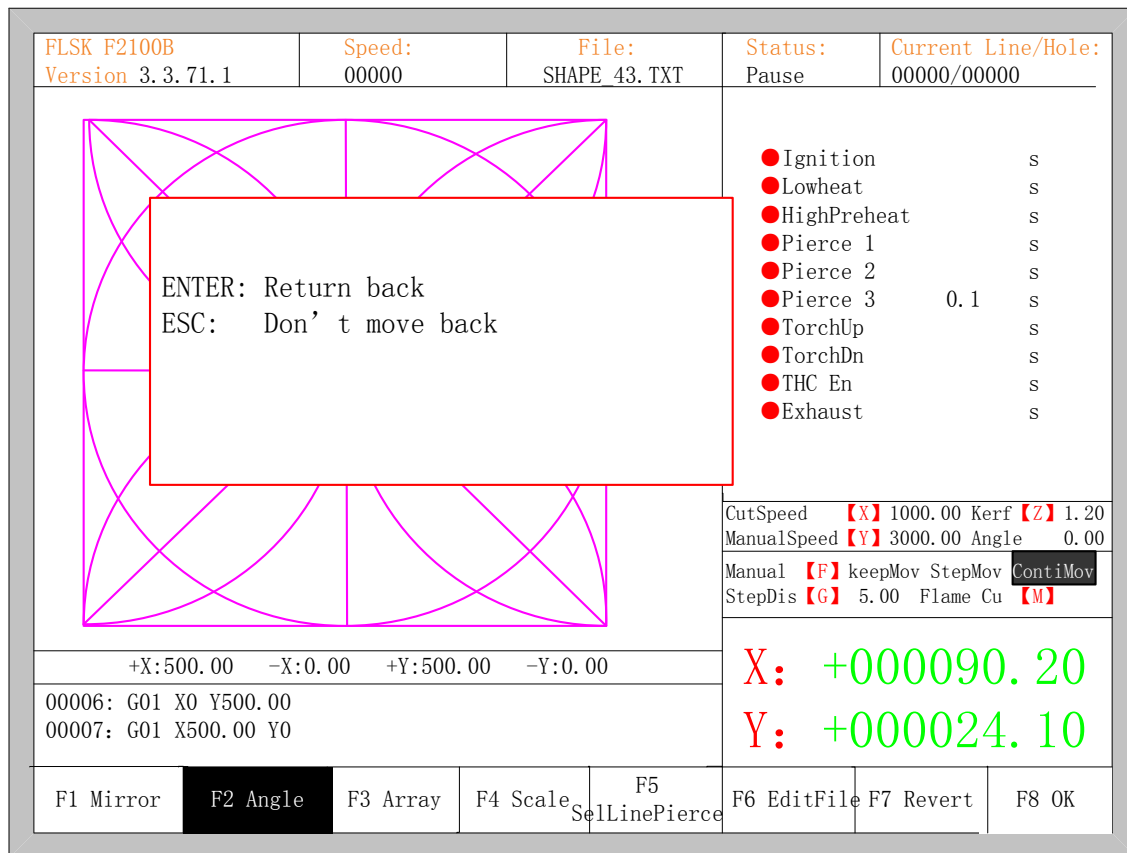 FLSK F2100B
Version 3.3.71.1
Speed:
00000
File:
SHAPE_43.TXT
Status:
Pause
Current Line/Hole:
00000/00000
ENTER: Return back
ESC: Don’t move back
Ignition s
Lowheat s
HighPreheat s
Pierce 1 s
Pierce 2 s
Pierce 3 0.1 s
TorchUp s
TorchDn s
THC En s
Exhaust s
CutSpeed 【X】 1000.00 Kerf 【Z】 1.20
ManualSpeed 【Y】 3000.00 Angle 0.00
Manual 【F】 keepMov StepMov ContiMov
StepDis 【G】 5.00 Flame Cu 【M】
+X:500.00 -X:0.00 +Y:500.00 -Y:0.00
00006: G01 X0 Y500.00
00007: G01 X500.00 Y0
X: +000090.20
Y: +000024.10
F1 Mirror
F2 Angle
F3 Array
F4 Scale
F5
SelLinePierce
F6 EditFile
F7 Revert
F8 OK